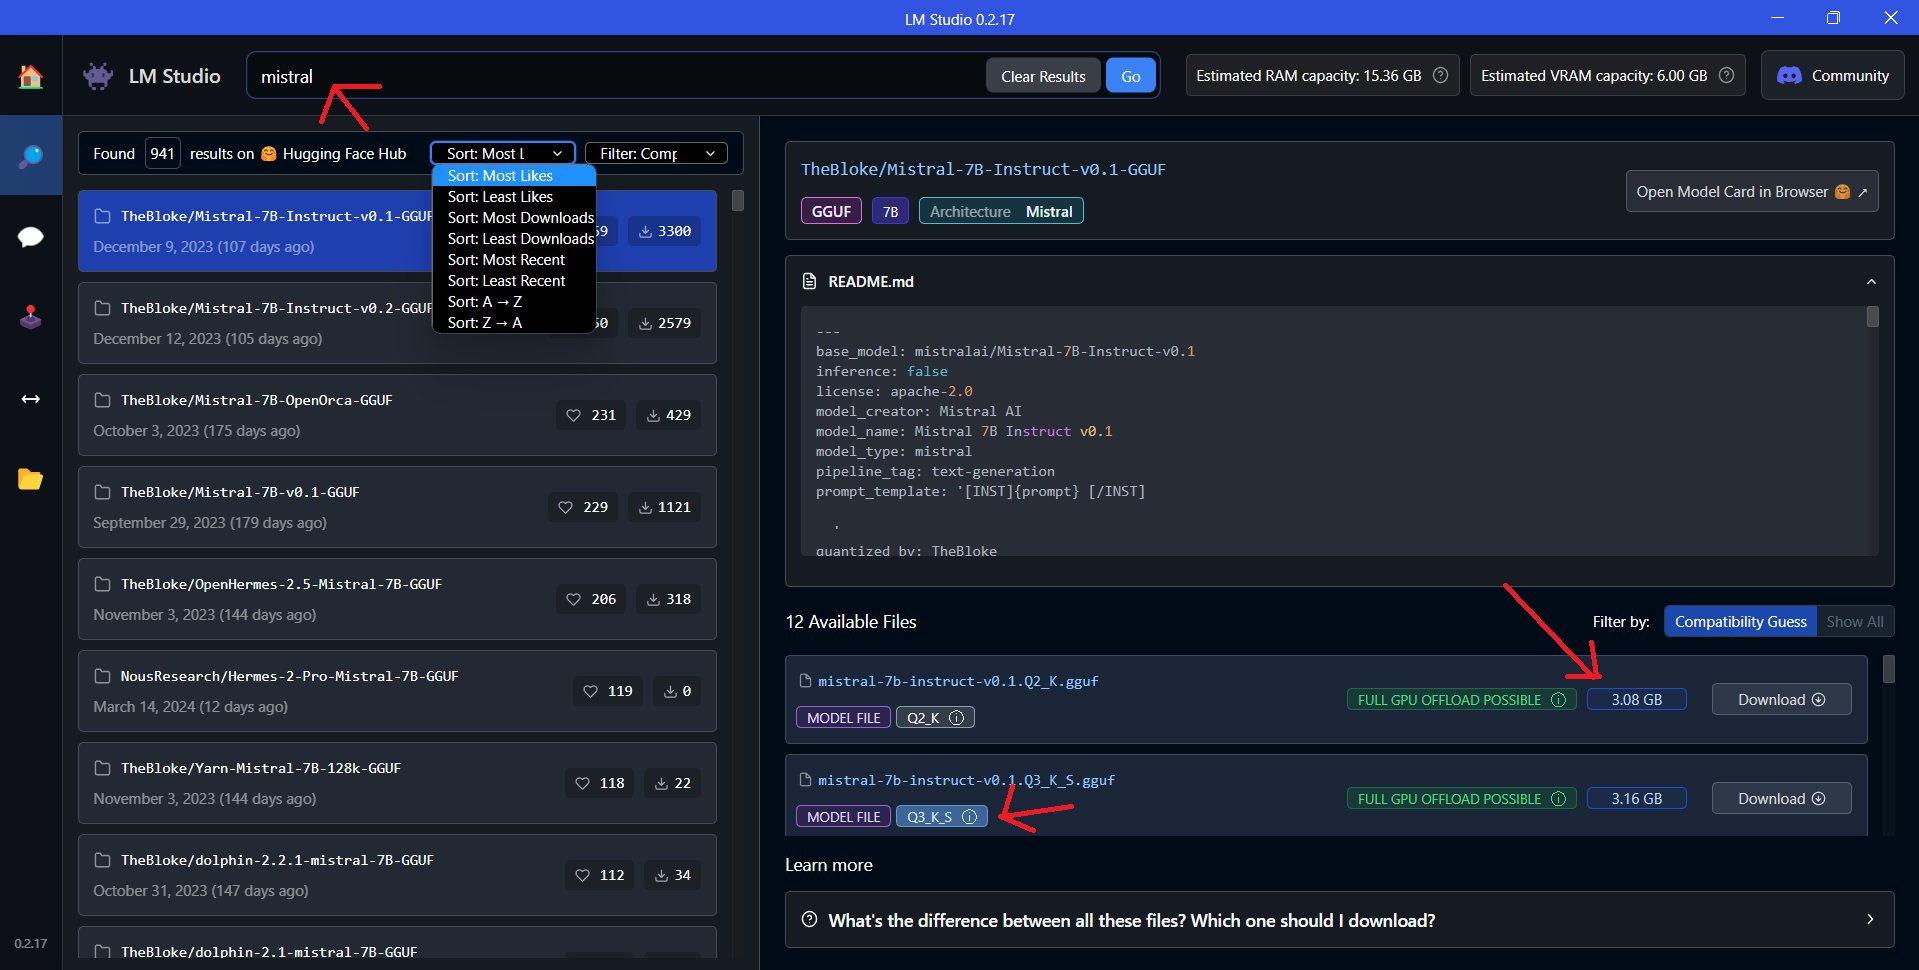 LM Studio 0.2.17
LM Studio
mistral
Clear Results
Go
Estimated RAM capacity: 15.36 GB
Estimated VRAM capacity: 6.00 GB
Community
Found 941 results on 🤗 Hugging Face Hub
Sort: Most L
Filter: Comp
Sort: Most Likes
Sort: Least Likes
Sort: Most Downloads
Sort: Least Downloads
Sort: Most Recent
Sort: Least Recent
Sort: A → Z
Sort: Z → A
TheBloke/Mistral-7B-Instruct-v0.1-GGUF
December 9, 2023 (107 days ago)
59
3300
TheBloke/Mistral-7B-Instruct-v0.2-GGUF
December 12, 2023 (105 days ago)
50
2579
TheBloke/Mistral-7B-OpenOrca-GGUF
October 3, 2023 (175 days ago)
231
429
TheBloke/Mistral-7B-v0.1-GGUF
September 29, 2023 (179 days ago)
229
1121
TheBloke/OpenHermes-2.5-Mistral-7B-GGUF
November 3, 2023 (144 days ago)
206
318
NousResearch/Hermes-2-Pro-Mistral-7B-GGUF
March 14, 2024 (12 days ago)
119
0
TheBloke/Yarn-Mistral-7B-128k-GGUF
November 3, 2023 (144 days ago)
118
22
TheBloke/dolphin-2.2.1-mistral-7B-GGUF
October 31, 2023 (147 days ago)
112
34
TheBloke/dolphin-2.1-mistral-7B-GGUF
0.2.17
TheBloke/Mistral-7B-Instruct-v0.1-GGUF
GGUF
7B
Architecture Mistral
Open Model Card in Browser 🤗 ↗
README.md
---
base_model: mistralai/Mistral-7B-Instruct-v0.1
inference: false
license: apache-2.0
model_creator: Mistral AI
model_name: Mistral 7B Instruct v0.1
model_type: mistral
pipeline_tag: text-generation
prompt_template: '[INST]{prompt} [/INST]
'
quantized_by: TheBloke
12 Available Files
Filter by:
Compatibility Guess
Show All
mistral-7b-instruct-v0.1.Q2_K.gguf
MODEL FILE
Q2_K
FULL GPU OFFLOAD POSSIBLE
3.08 GB
Download
mistral-7b-instruct-v0.1.Q3_K_S.gguf
MODEL FILE
Q3_K_S
FULL GPU OFFLOAD POSSIBLE
3.16 GB
Download
Learn more
What's the difference between all these files? Which one should I download?